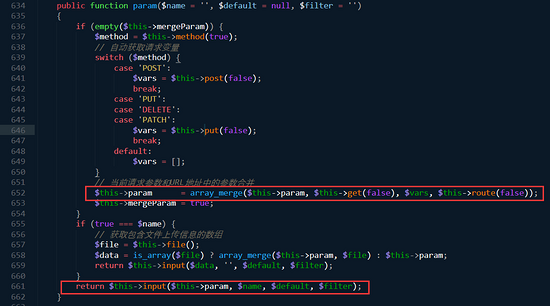 634 public function param($name = '', $default = null, $filter = '')
635 {
636 if (empty($this->mergeParam)) {
637 $method = $this->method(true);
638 // 自动获取请求变量
639 switch ($method) {
640 case 'POST':
641 $vars = $this->post(false);
642 break;
643 case 'PUT':
644 case 'DELETE':
645 case 'PATCH':
646 $vars = $this->put(false);
647 break;
648 default:
649 $vars = [];
650 }
651 // 当前请求参数和URL地址中的参数合并
652 $this->param = array_merge($this->param, $this->get(false), $vars, $this->route(false));
653 $this->mergeParam = true;
654 }
655 if (true === $name) {
656 // 获取包含文件上传信息的数组
657 $file = $this->file();
658 $data = is_array($file) ? array_merge($this->param, $file) : $this->param;
659 return $this->input($data, '', $default, $filter);
660 }
661 return $this->input($this->param, $name, $default, $filter);
662 }